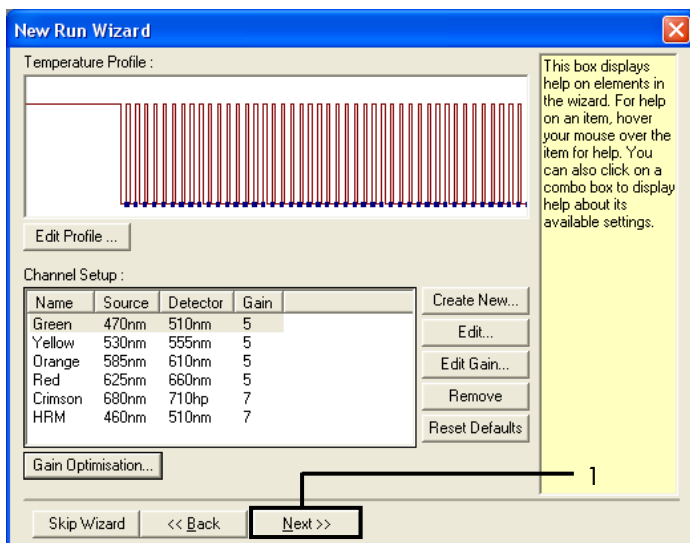 New Run Wizard
Temperature Profile :
Edit Profile ...
Channel Setup :
Name Source Detector Gain
Green 470nm 510nm 5
Yellow 530nm 555nm 5
Orange 585nm 610nm 5
Red 625nm 660nm 5
Crimson 680nm 710hp 7
HRM 460nm 510nm 7
Create New...
Edit...
Edit Gain...
Remove
Reset Defaults
Gain Optimisation...
This box displays
help on elements in
the wizard. For help
on an item, hover
your mouse over the
item for help. You
can also click on a
combo box to display
help about its
available settings.
1
Skip Wizard << Back Next >>